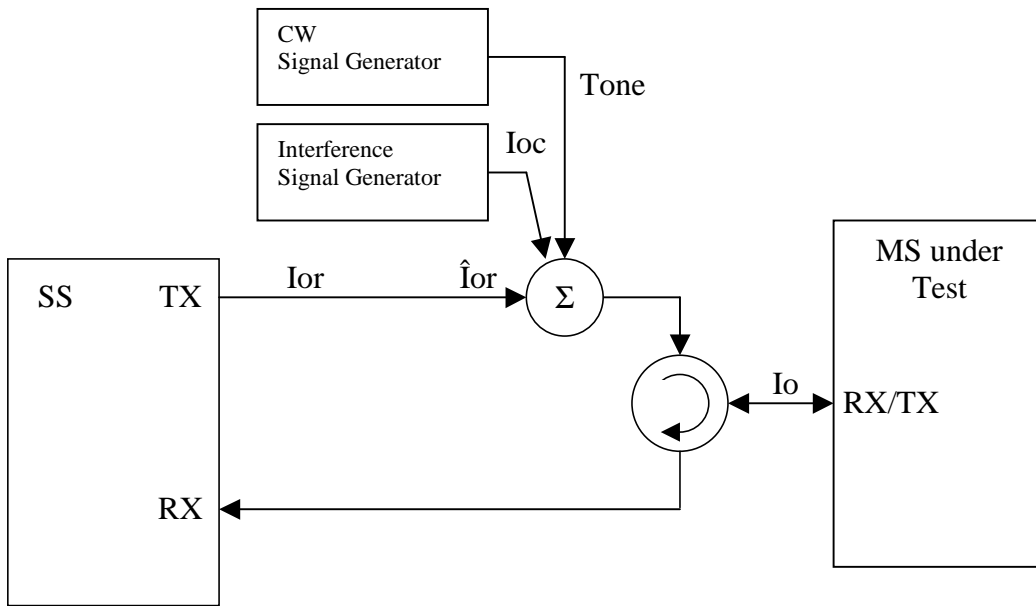 CW
Signal Generator
Tone
Interference
Signal Generator
Ioc
MS under
Test
SS
TX
Ior
Îor
Σ
Io
RX/TX
RX